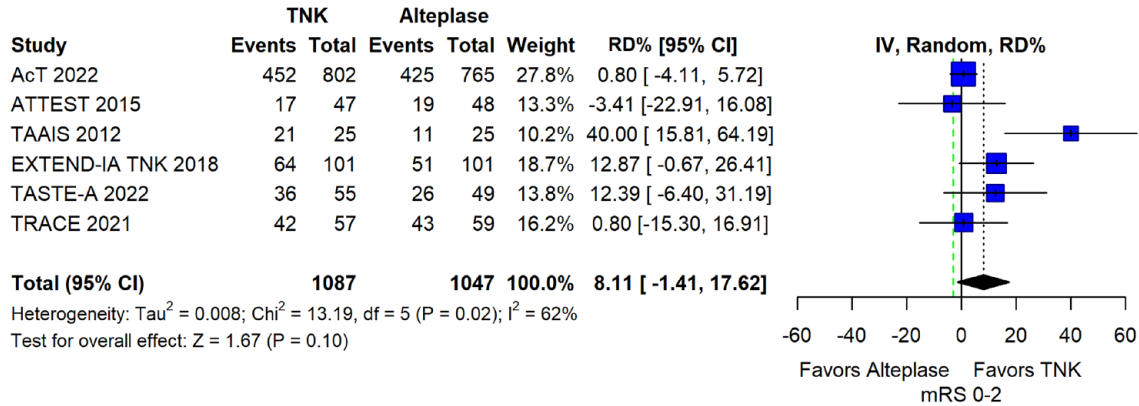 TNK Alteplase
Study Events Total Events Total Weight RD% [95% CI] IV, Random, RD%
AcT 2022 452 802 425 765 27.8% 0.80 [ -4.11, 5.72]
ATTEST 2015 17 47 19 48 13.3% -3.41 [-22.91, 16.08]
TAAIS 2012 21 25 11 25 10.2% 40.00 [ 15.81, 64.19]
EXTEND-IA TNK 2018 64 101 51 101 18.7% 12.87 [ -0.67, 26.41]
TASTE-A 2022 36 55 26 49 13.8% 12.39 [ -6.40, 31.19]
TRACE 2021 42 57 43 59 16.2% 0.80 [-15.30, 16.91]
Total (95% CI) 1087 1047 100.0% 8.11 [ -1.41, 17.62]
Heterogeneity: Tau² = 0.008; Chi² = 13.19, df = 5 (P = 0.02); I² = 62%
Test for overall effect: Z = 1.67 (P = 0.10)
-60 -40 -20 0 20 40 60
Favors Alteplase Favors TNK
mRS 0-2